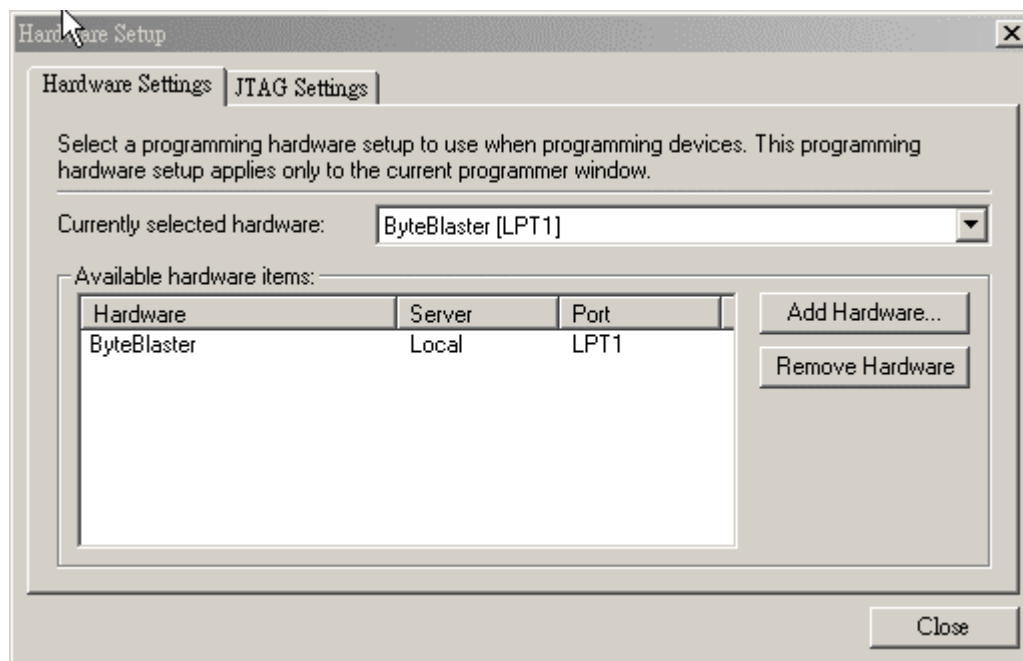 Hardware Setup
Hardware Settings JTAG Settings
Select a programming hardware setup to use when programming devices. This programming
hardware setup applies only to the current programmer window.
Currently selected hardware: ByteBlaster [LPT1]
Available hardware items:
Hardware Server Port
ByteBlaster Local LPT1
Add Hardware...
Remove Hardware
Close